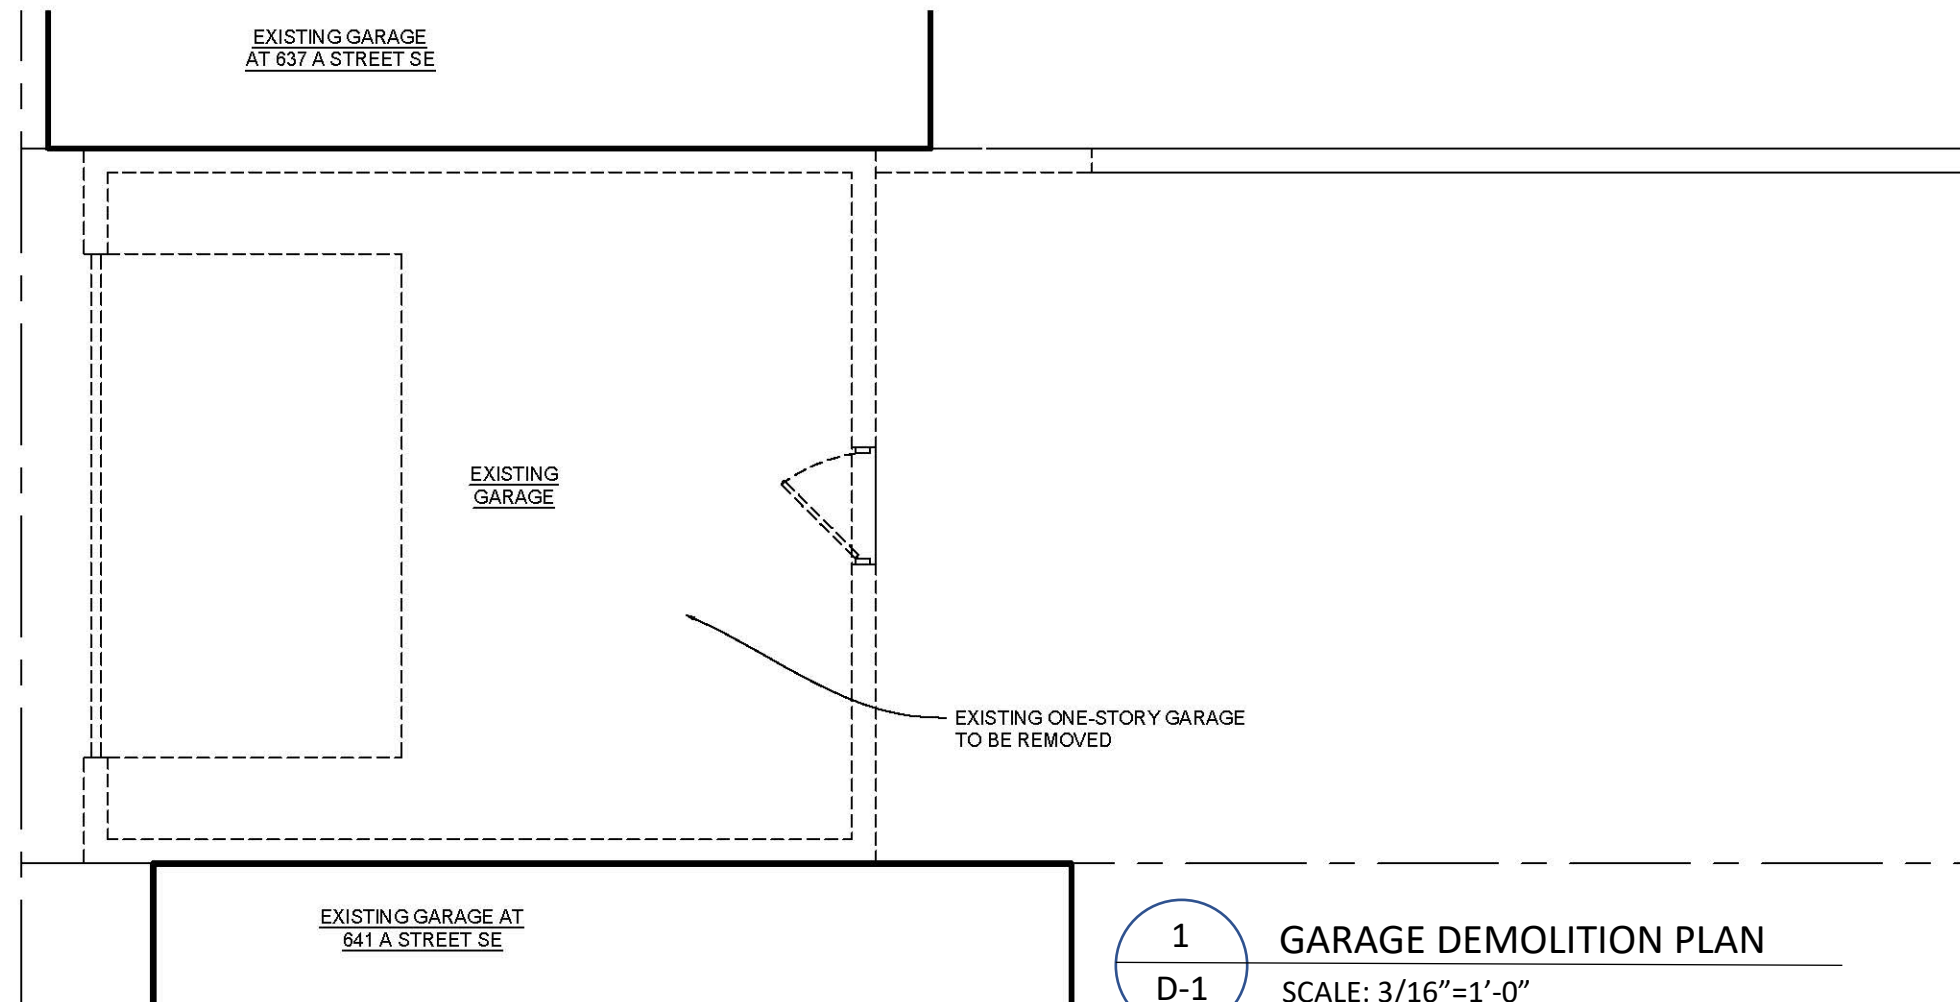 EXISTING GARAGE
AT 637 A STREET SE
EXISTING
GARAGE
EXISTING ONE-STORY GARAGE
TO BE REMOVED
EXISTING GARAGE AT
641 A STREET SE
1
GARAGE DEMOLITION PLAN
D-1
SCALE: 3/16”=1’-0”